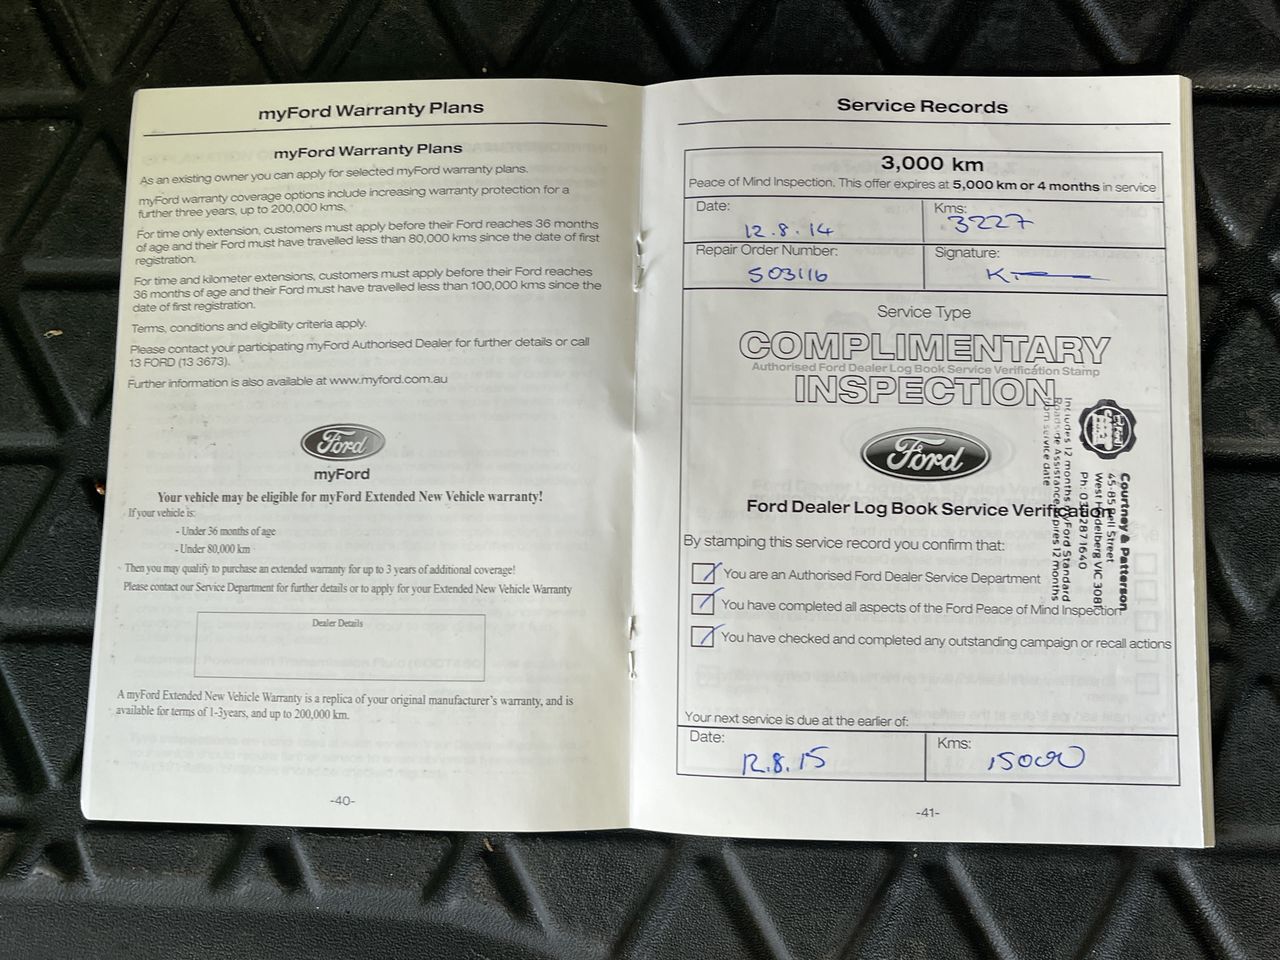 myFord Warranty Plans
myFord Warranty Plans
As an existing owner you can apply for selected myFord warranty plans.
myFord warranty coverage options include increasing warranty protection for a
further three years, up to 200,000 kms.
For time only extension, customers must apply before their Ford reaches 36 months
of age and their Ford must have travelled less than 80,000 kms since the date of first
registration.
For time and kilometer extensions, customers must apply before their Ford reaches
36 months of age and their Ford must have travelled less than 100,000 kms since the
date of first registration.
Terms, conditions and eligibility criteria apply.
Please contact your participating myFord Authorised Dealer for further details or call
13 FORD (13 3673).
Further information is also available at www.myford.com.au
Ford
myFord
Your vehicle may be eligible for myFord Extended New Vehicle warranty!
If your vehicle is:
- Under 36 months of age
- Under 80,000 km
Then you may qualify to purchase an extended warranty for up to 3 years of additional coverage!
Please contact our Service Department for further details or to apply for your Extended New Vehicle Warranty
Dealer Details
A myFord Extended New Vehicle Warranty is a replica of your original manufacturer's warranty, and is
available for terms of 1-3years, and up to 200,000 km.
-40-
Service Records
3,000 km
Peace of Mind Inspection. This offer expires at 5,000 km or 4 months in service
Date: 12.8.14
Kms: 3227
Repair Order Number: 503116
Signature:
Service Type
COMPLIMENTARY
Authorised Ford Dealer Log Book Service Verification Stamp
INSPECTION
Ford
Ford Dealer Log Book Service Verification
By stamping this service record you confirm that:
You are an Authorised Ford Dealer Service Department
You have completed all aspects of the Ford Peace of Mind Inspection
You have checked and completed any outstanding campaign or recall actions
Courtney & Patterson
45-85 Bell Street
West Heidelberg VIC 3081
Includes 12 months myFord Standard
Roadside Assistance, expires 12 months
from service date
Your next service is due at the earlier of:
Date: 12.8.15
Kms: 15000
-41-